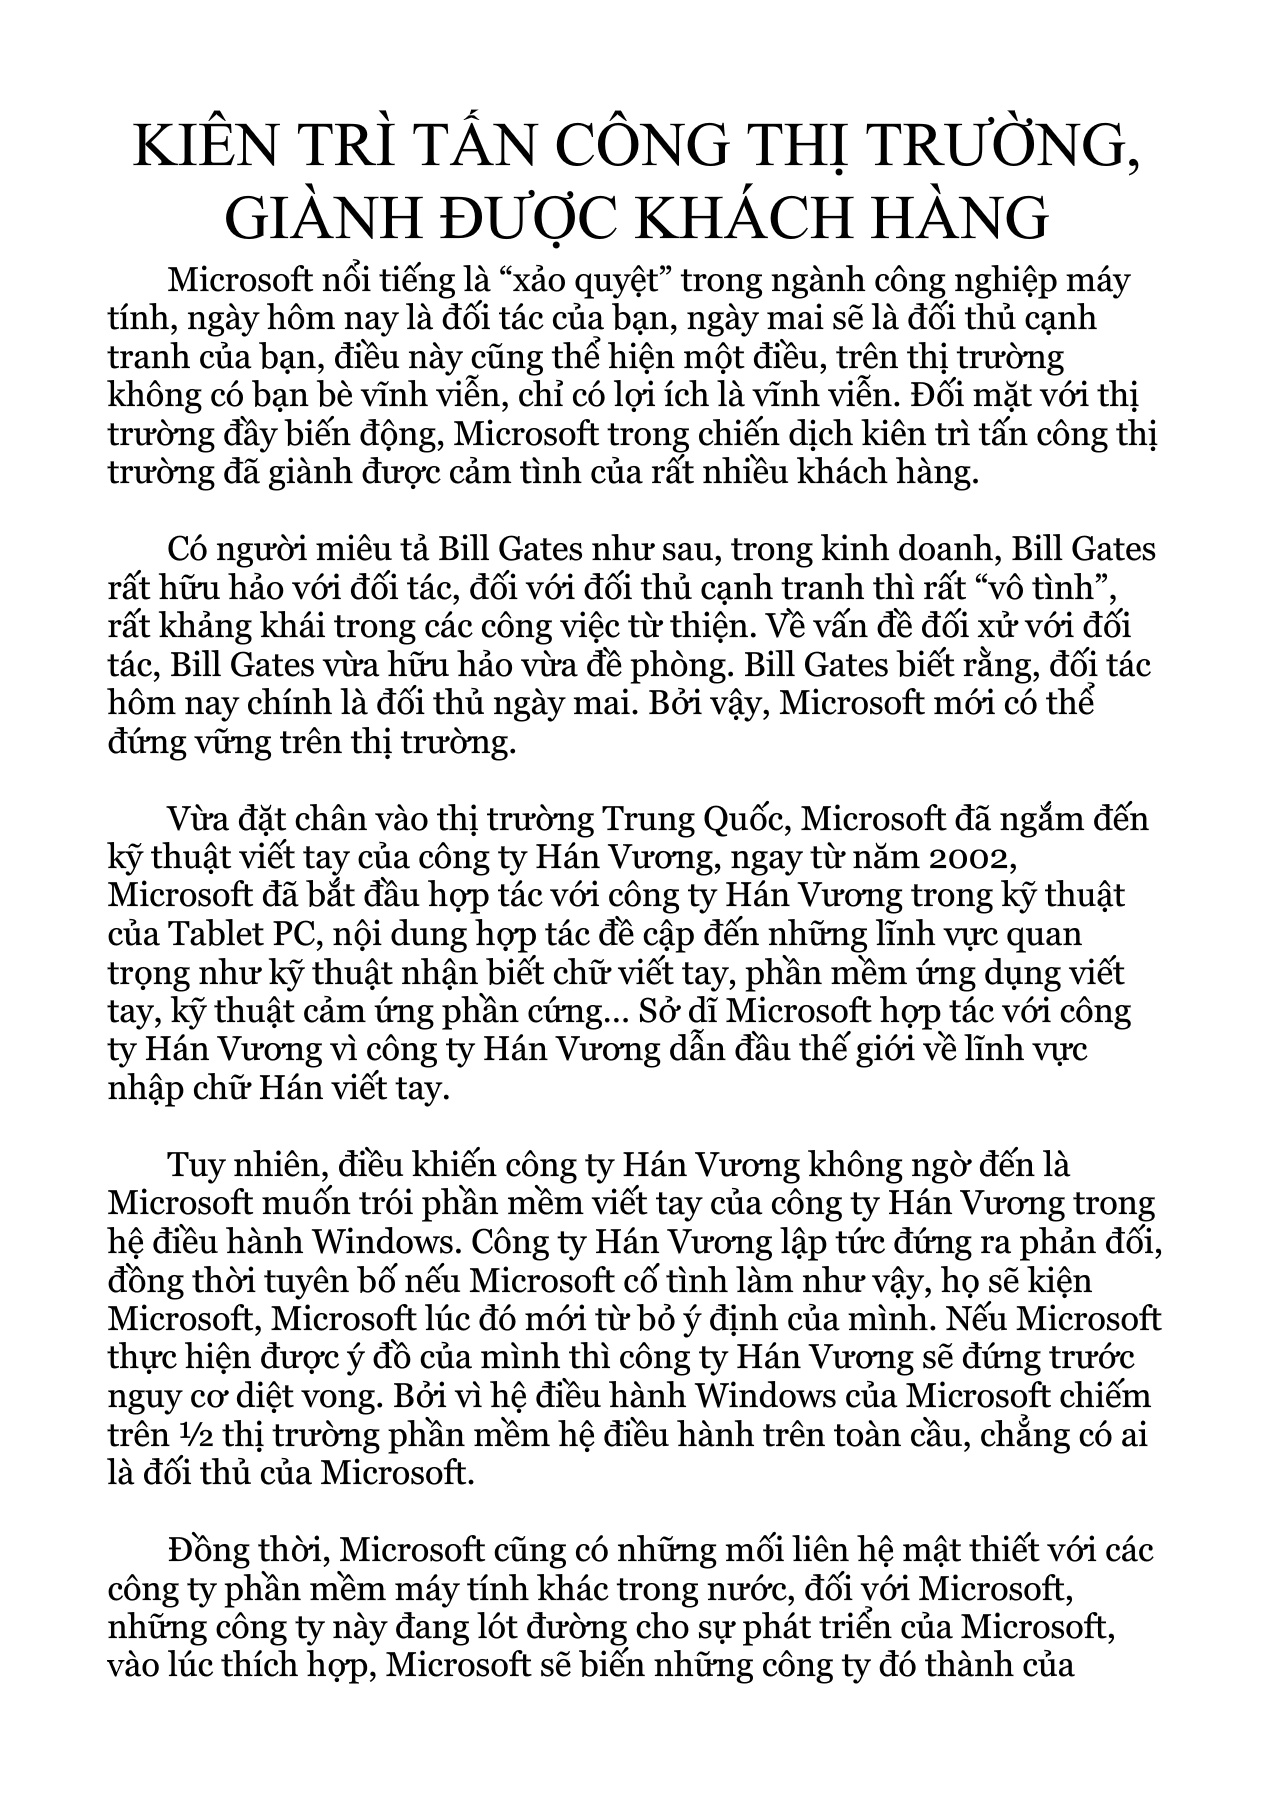 KIÊN TRÌ TẤN CÔNG THỊ TRƯỜNG,
GIÀNH ĐƯỢC KHÁCH HÀNG
Microsoft nổi tiếng là “xảo quyệt” trong ngành công nghiệp máy
tính, ngày hôm nay là đối tác của bạn, ngày mai sẽ là đối thủ cạnh
tranh của bạn, điều này cũng thể hiện một điều, trên thị trường
không có bạn bè vĩnh viễn, chỉ có lợi ích là vĩnh viễn. Đối mặt với thị
trường đầy biến động, Microsoft trong chiến dịch kiên trì tấn công thị
trường đã giành được cảm tình của rất nhiều khách hàng.
Có người miêu tả Bill Gates như sau, trong kinh doanh, Bill Gates
rất hữu hảo với đối tác, đối với đối thủ cạnh tranh thì rất “vô tình”,
rất khảng khái trong các công việc từ thiện. Về vấn đề đối xử với đối
tác, Bill Gates vừa hữu hảo vừa đề phòng. Bill Gates biết rằng, đối tác
hôm nay chính là đối thủ ngày mai. Bởi vậy, Microsoft mới có thể
đứng vững trên thị trường.
Vừa đặt chân vào thị trường Trung Quốc, Microsoft đã ngắm đến
kỹ thuật viết tay của công ty Hán Vương, ngay từ năm 2002,
Microsoft đã bắt đầu hợp tác với công ty Hán Vương trong kỹ thuật
của Tablet PC, nội dung hợp tác đề cập đến những lĩnh vực quan
trọng như kỹ thuật nhận biết chữ viết tay, phần mềm ứng dụng viết
tay, kỹ thuật cảm ứng phần cứng... Sở dĩ Microsoft hợp tác với công
ty Hán Vương vì công ty Hán Vương dẫn đầu thế giới về lĩnh vực
nhập chữ Hán viết tay.
Tuy nhiên, điều khiến công ty Hán Vương không ngờ đến là
Microsoft muốn trói phần mềm viết tay của công ty Hán Vương trong
hệ điều hành Windows. Công ty Hán Vương lập tức đứng ra phản đối,
đồng thời tuyên bố nếu Microsoft cố tình làm như vậy, họ sẽ kiện
Microsoft, Microsoft lúc đó mới từ bỏ ý định của mình. Nếu Microsoft
thực hiện được ý đồ của mình thì công ty Hán Vương sẽ đứng trước
nguy cơ diệt vong. Bởi vì hệ điều hành Windows của Microsoft chiếm
trên ½ thị trường phần mềm hệ điều hành trên toàn cầu, chẳng có ai
là đối thủ của Microsoft.
Đồng thời, Microsoft cũng có những mối liên hệ mật thiết với các
công ty phần mềm máy tính khác trong nước, đối với Microsoft,
những công ty này đang lót đường cho sự phát triển của Microsoft,
vào lúc thích hợp, Microsoft sẽ biến những công ty đó thành của